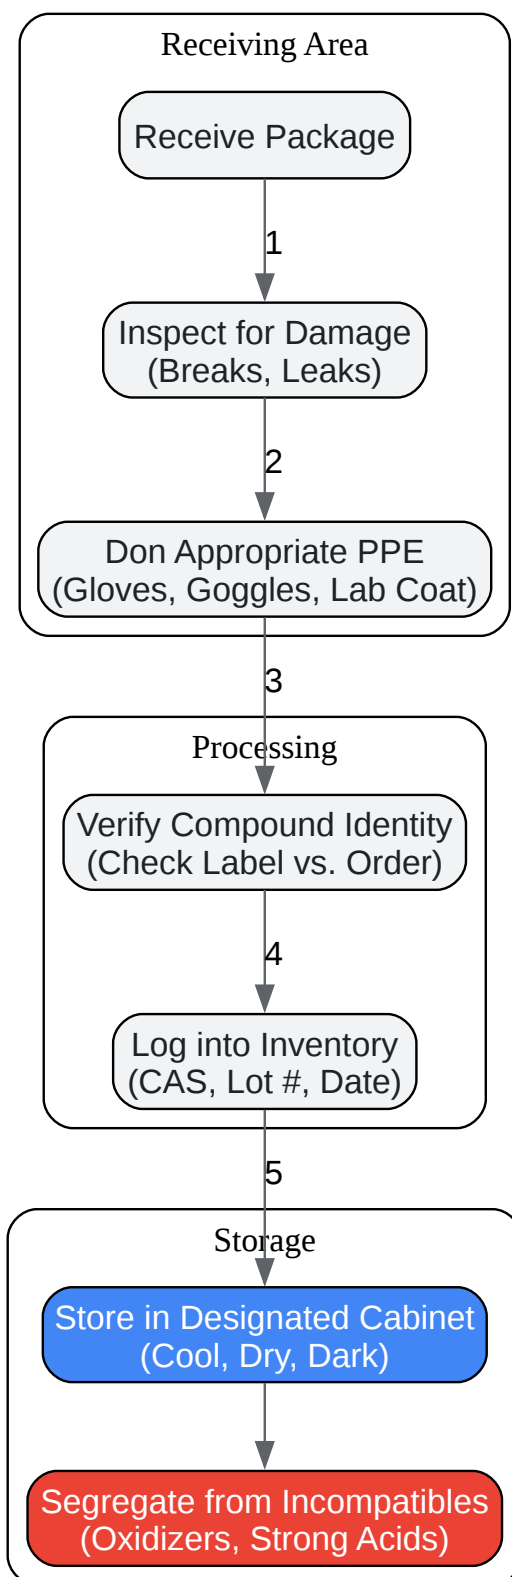 Receiving Area
Receive Package
1
Inspect for Damage
(Breaks, Leaks)
2
Don Appropriate PPE
(Gloves, Goggles, Lab Coat)
3
Processing
Verify Compound Identity
(Check Label vs. Order)
4
Log into Inventory
(CAS, Lot #, Date)
5
Storage
Store in Designated Cabinet
(Cool, Dry, Dark)
Segregate from Incompatibles
(Oxidizers, Strong Acids)